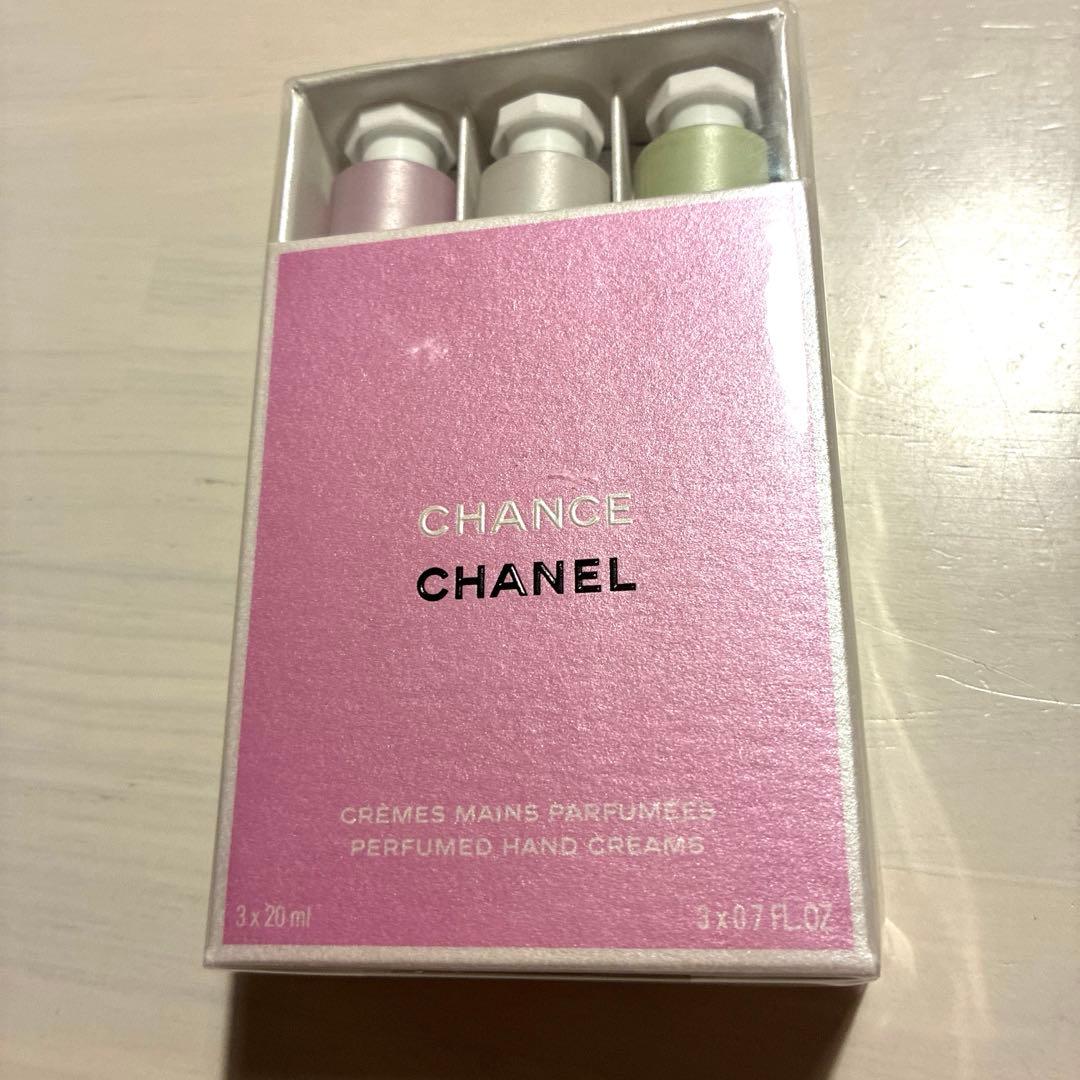 CHANCE
CHANEL
CRÈMES MAINS PARFUMÉES
PERFUMED HAND CREAMS
3 x 20 ml
3 x 0.7 FL.OZ